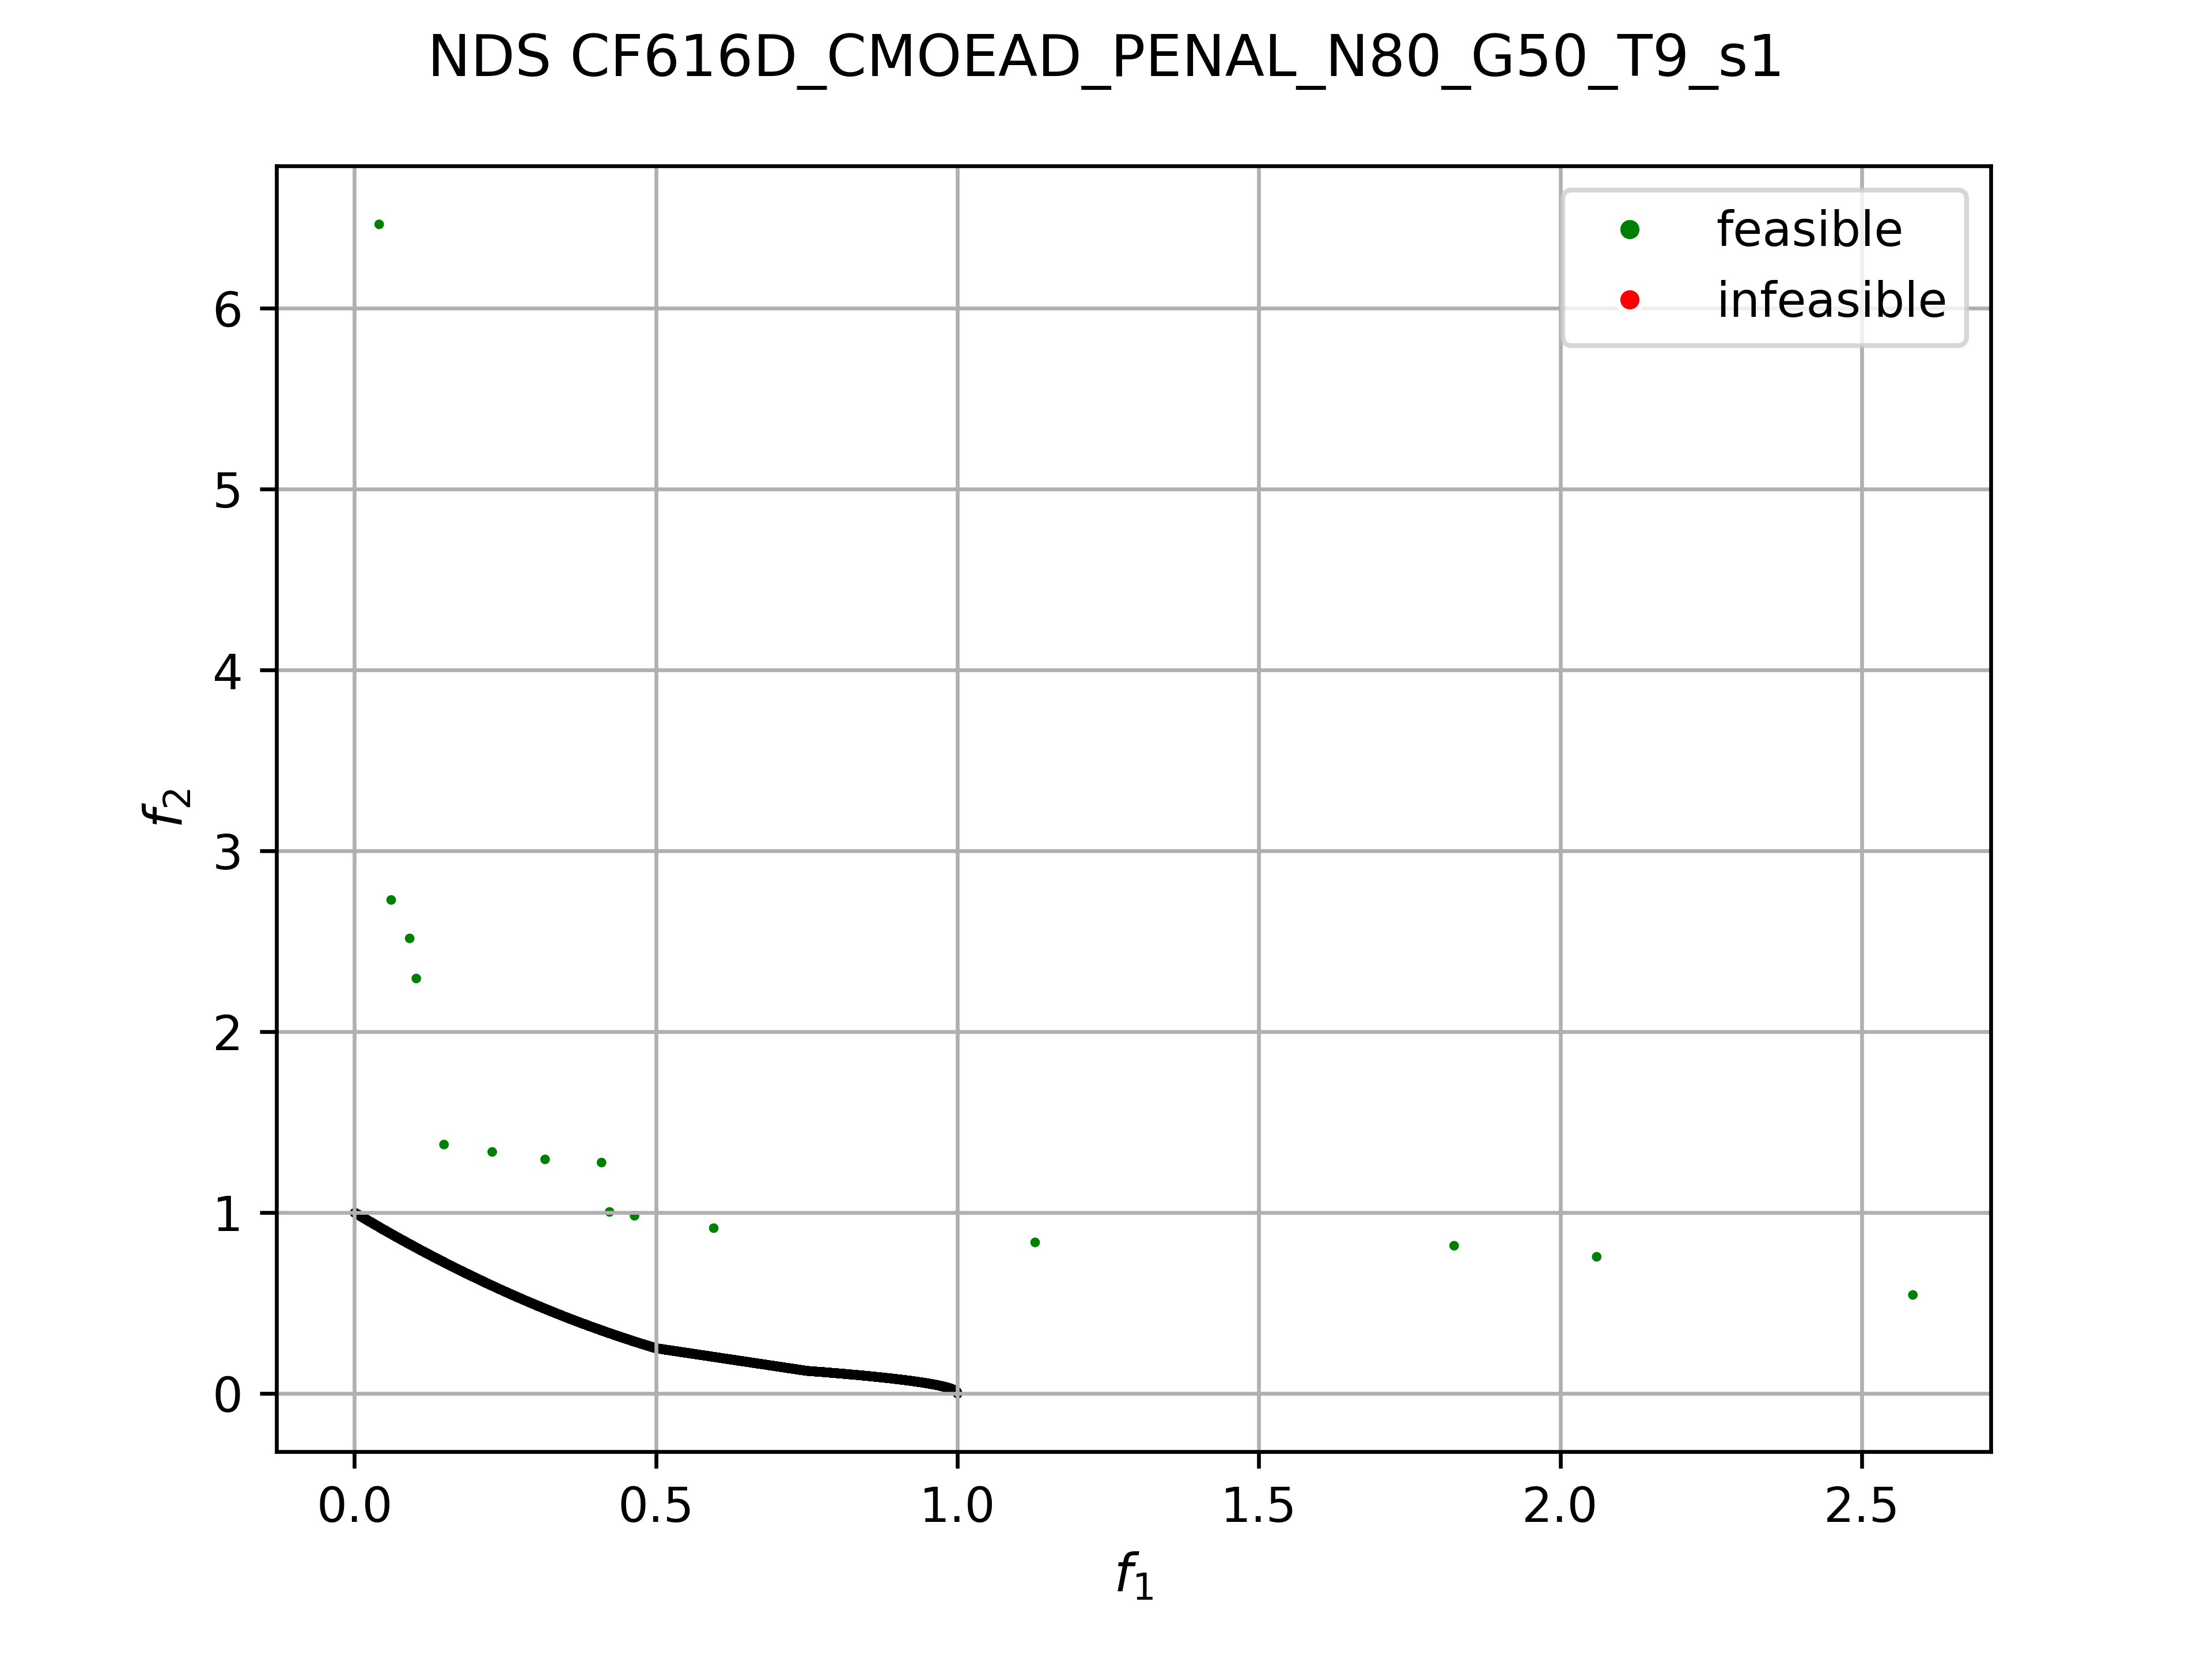 NDS CF616D_CMOEAD_PENAL_N80_G50_T9_s1
feasible
infeasible
6
5
4
3
2
1
0
f₂
0.0 0.5 1.0 1.5 2.0 2.5
f₁